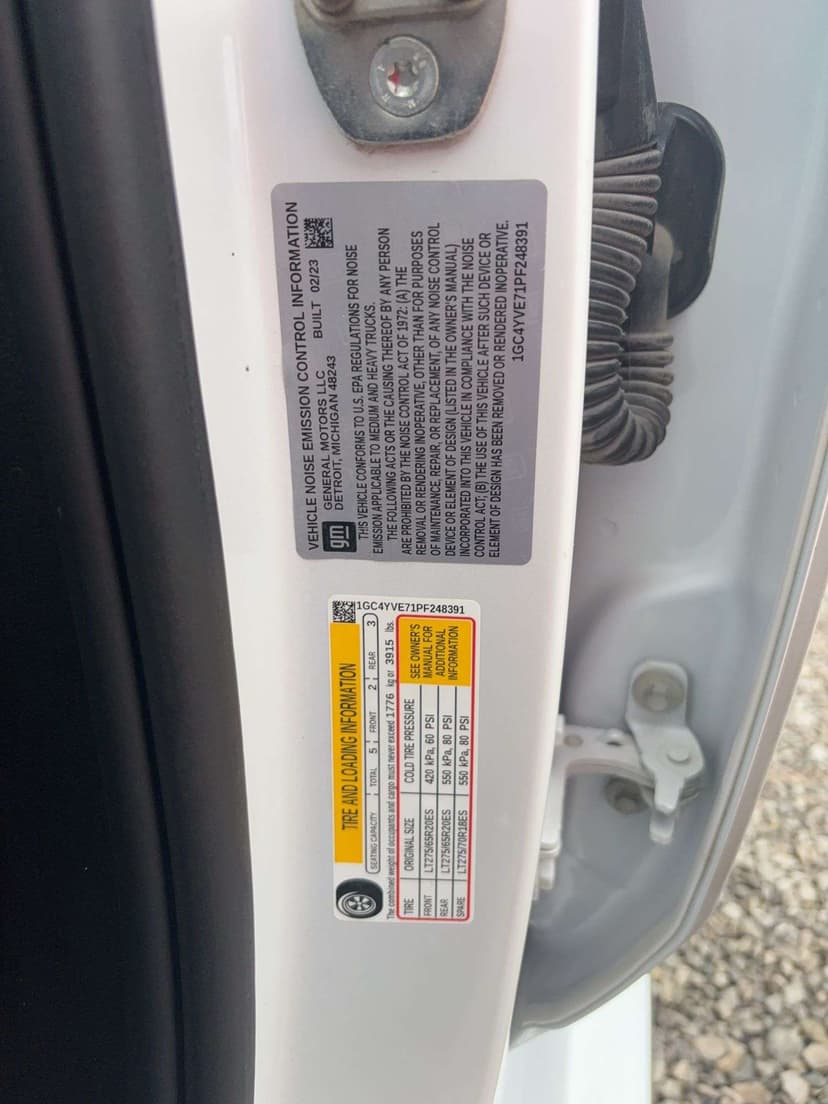 VEHICLE NOISE EMISSION CONTROL INFORMATION
gm
GENERAL MOTORS LLC
DETROIT, MICHIGAN 48243
BUILT 02/23
THIS VEHICLE CONFORMS TO U.S. EPA REGULATIONS FOR NOISE
EMISSION APPLICABLE TO MEDIUM AND HEAVY TRUCKS.
THE FOLLOWING ACTS OR THE CAUSING THEREOF BY ANY PERSON
ARE PROHIBITED BY THE NOISE CONTROL ACT OF 1972: (A) THE
REMOVAL OR RENDERING INOPERATIVE, OTHER THAN FOR PURPOSES
OF MAINTENANCE, REPAIR, OR REPLACEMENT, OF ANY NOISE CONTROL
DEVICE OR ELEMENT OF DESIGN (LISTED IN THE OWNER'S MANUAL)
INCORPORATED INTO THIS VEHICLE IN COMPLIANCE WITH THE NOISE
CONTROL ACT; (B) THE USE OF THIS VEHICLE AFTER SUCH DEVICE OR
ELEMENT OF DESIGN HAS BEEN REMOVED OR RENDERED INOPERATIVE.
1GC4YVE71PF248391
TIRE AND LOADING INFORMATION
1GC4YVE71PF248391
SEATING CAPACITY TOTAL 5 FRONT 2 REAR 3
The combined weight of occupants and cargo must never exceed 1776 kg or 3915 lbs.
TIRE ORIGINAL SIZE COLD TIRE PRESSURE
FRONT LT275/65R20ES 420 kPa, 60 PSI
REAR LT275/65R20ES 550 kPa, 80 PSI
SPARE LT275/70R18ES 550 kPa, 80 PSI
SEE OWNER'S
MANUAL FOR
ADDITIONAL
INFORMATION